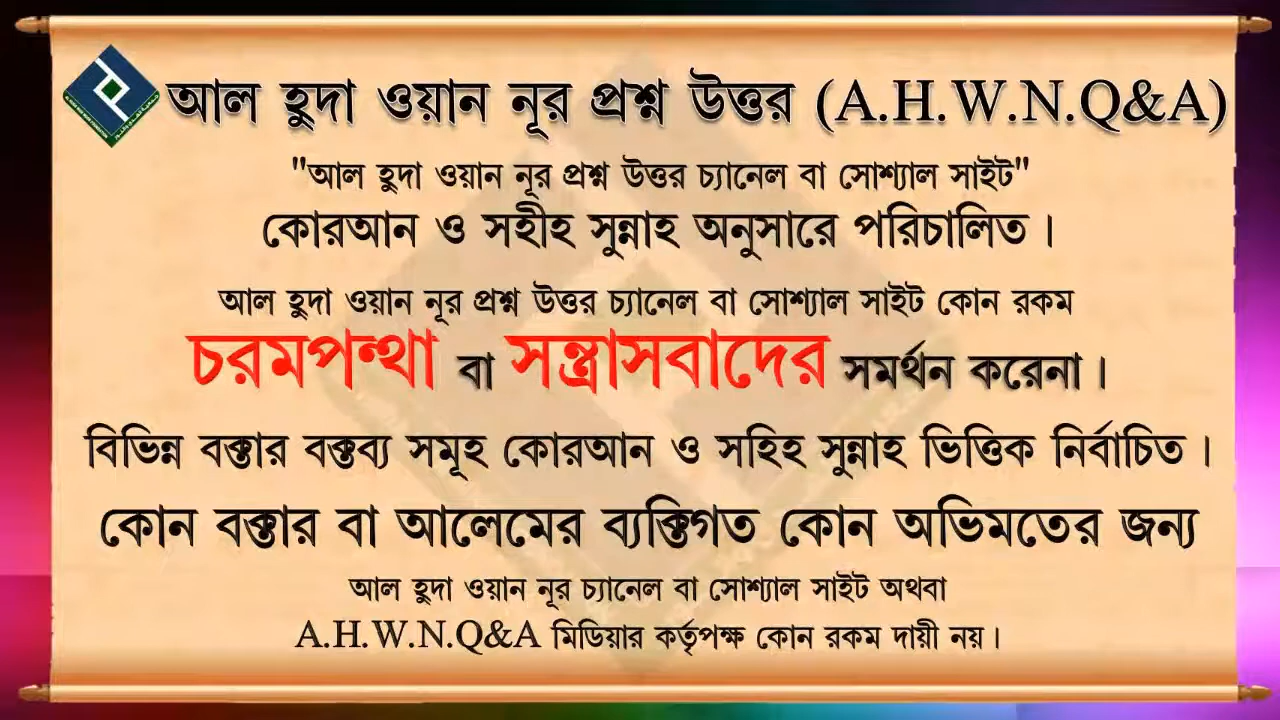 আল হুদা ওয়ান নূর প্রশ্ন উত্তর (A.H.W.N.Q&A)
"আল হুদা ওয়ান নূর প্রশ্ন উত্তর চ্যানেল বা সোশ্যাল সাইট"
কোরআন ও সহীহ সুন্নাহ অনুসারে পরিচালিত।
আল হুদা ওয়ান নূর প্রশ্ন উত্তর চ্যানেল বা সোশ্যাল সাইট কোন রকম
চরমপন্থা বা সন্ত্রাসবাদের সমর্থন করেনা।
বিভিন্ন বক্তার বক্তব্য সমূহ কোরআন ও সহিহ সুন্নাহ ভিত্তিক নির্বাচিত।
কোন বক্তার বা আলেমের ব্যক্তিগত কোন অভিমতের জন্য
আল হুদা ওয়ান নূর চ্যানেল বা সোশ্যাল সাইট অথবা
A.H.W.N.Q&A মিডিয়ার কর্তৃপক্ষ কোন রকম দায়ী নয়।